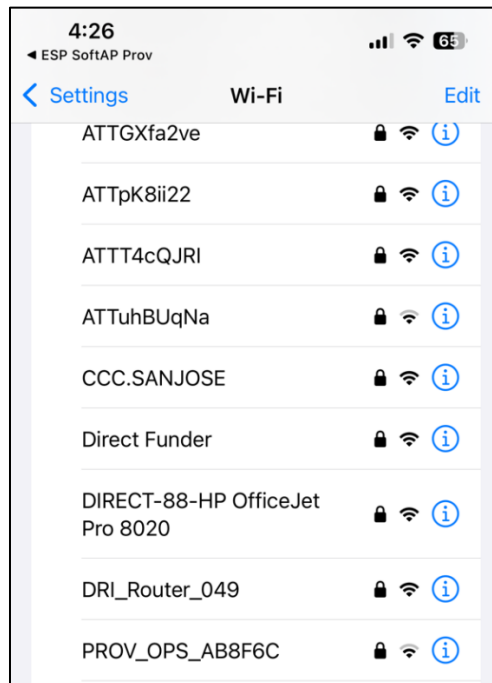 4:26
65
ESP SoftAP Prov
Settings
Wi-Fi
Edit
ATTGXfa2ve
ATTpK8ii22
ATTT4cQJRI
ATTuhBUqNa
CCC.SANJOSE
Direct Funder
DIRECT-88-HP OfficeJet
Pro 8020
DRI_Router_049
PROV_OPS_AB8F6C